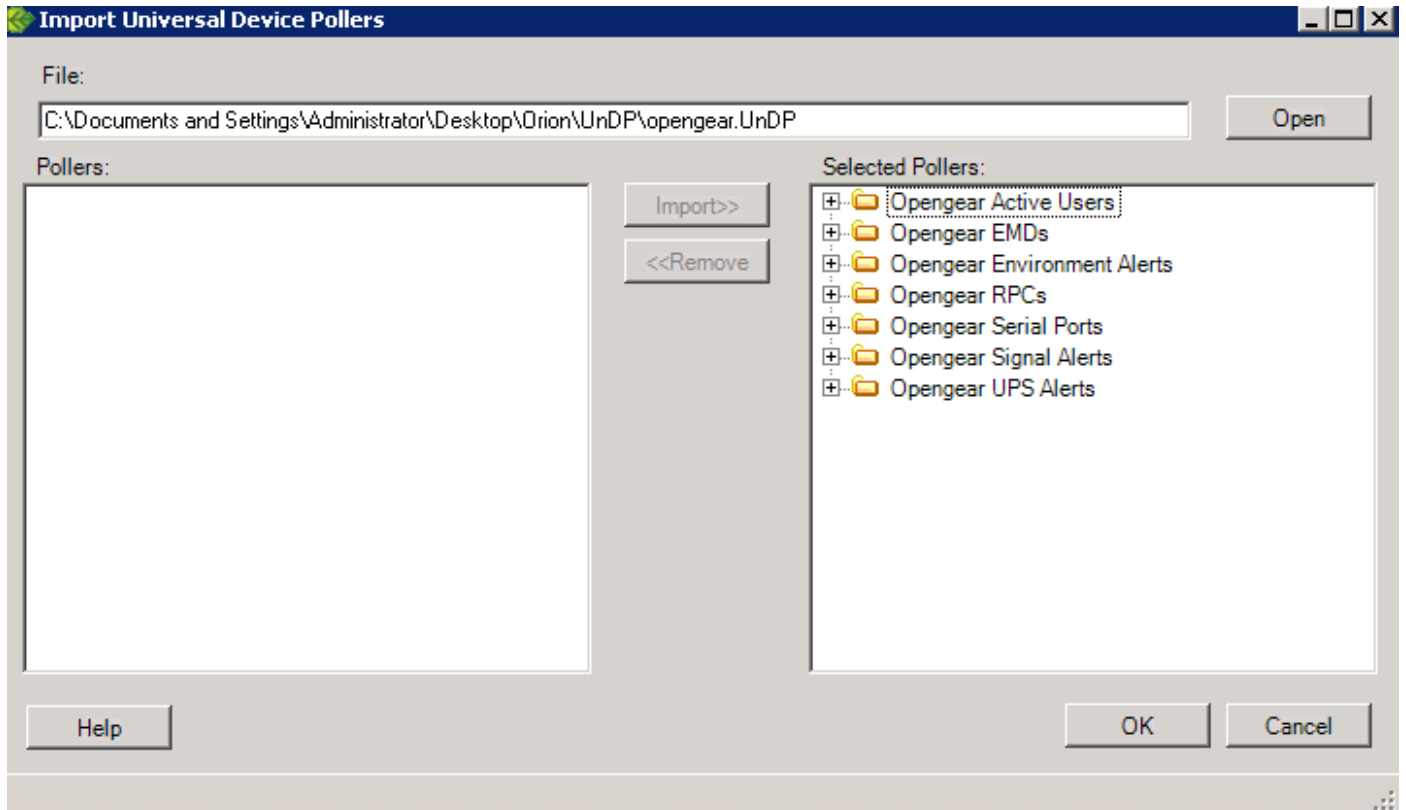 Import Universal Device Pollers
File:
C:\Documents and Settings\Administrator\Desktop\Orion\UnDP\opengear.UnDP
Open
Pollers:
Selected Pollers:
Import>>
<<Remove
Opengear Active Users
Opengear EMDs
Opengear Environment Alerts
Opengear RPCs
Opengear Serial Ports
Opengear Signal Alerts
Opengear UPS Alerts
Help
OK
Cancel